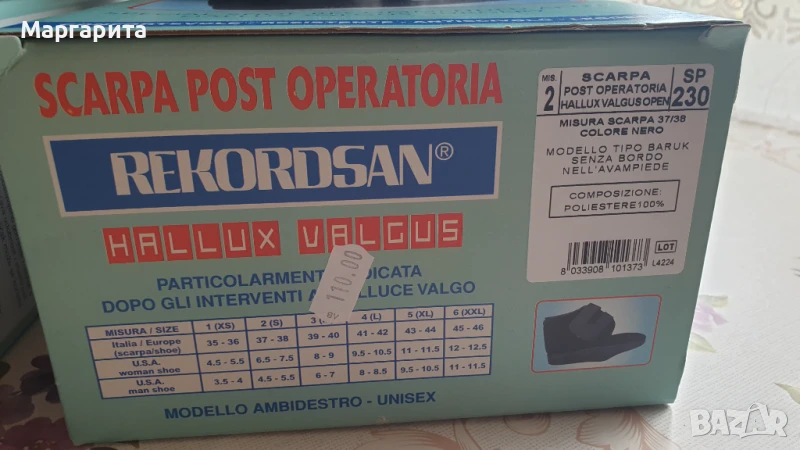 Маргарита
SCARPA POST OPERATORIA
REKORDSAN®
HALLUX VALGUS
PARTICOLARMENT DICATA
DOPO GLI INTERVENTI A LLUCE VALGO
BV 110.00
MISURA / SIZE 1 (XS) 2 (S) 3 4 (L) 5 (XL) 6 (XXL)
Italia / Europe (scarpa/shoe) 35 - 36 37 - 38 39 - 40 41 - 42 43 - 44 45 - 46
U.S.A. woman shoe 4.5 - 5.5 6.5 - 7.5 8 - 9 9.5 - 10.5 11 - 11.5 12 - 12.5
U.S.A. man shoe 3.5 - 4 4.5 - 5.5 6 - 7 8 - 8.5 9.5 - 10.5 11 - 11.5
MODELLO AMBIDESTRO - UNISEX
MIS. 2
SCARPA
POST OPERATORIA
HALLUX VALGUS OPEN
SP 230
MISURA SCARPA 37/38
COLORE NERO
MODELLO TIPO BARUK
SENZA BORDO
NELL'AVAMPIEDE
COMPOSIZIONE:
POLIESTERE100%
8 033908 101373
LOT
L4224
BAZAR